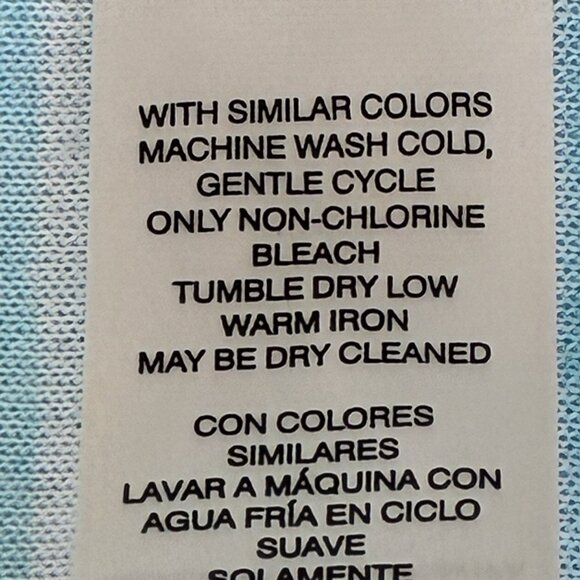 WITH SIMILAR COLORS
MACHINE WASH COLD,
GENTLE CYCLE
ONLY NON-CHLORINE
BLEACH
TUMBLE DRY LOW
WARM IRON
MAY BE DRY CLEANED
CON COLORES
SIMILARES
LAVAR A MÁQUINA CON
AGUA FRÍA EN CICLO
SUAVE
SOLAMENTE